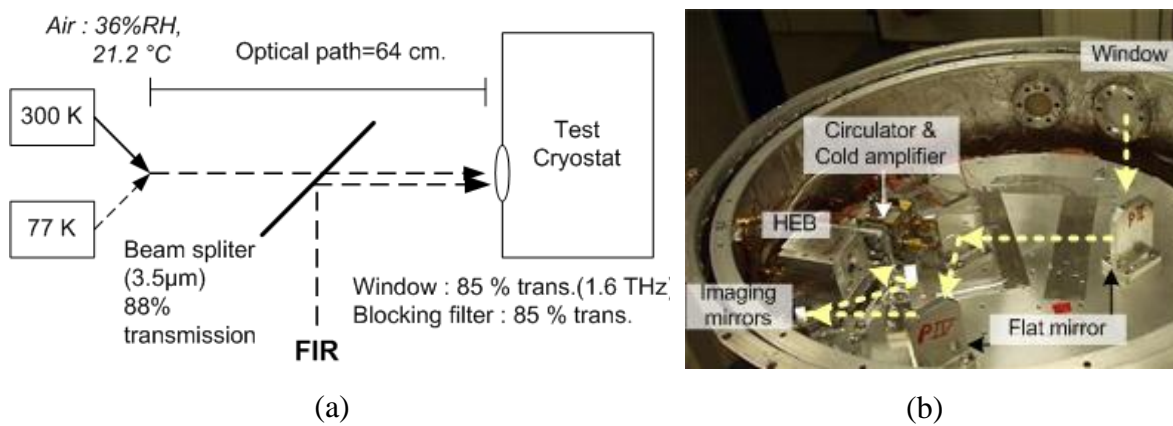 Air : 36%RH,
21.2 °C
Optical path=64 cm.
300 K
77 K
Test
Cryostat
Beam spliter
(3.5µm)
88%
transmission
Window : 85 % trans.(1.6 THz)
Blocking filter : 85 % trans.
FIR
(a)
Window
Circulator &
Cold amplifier
HEB
Imaging
mirrors
Flat mirror
PII
PIV
(b)